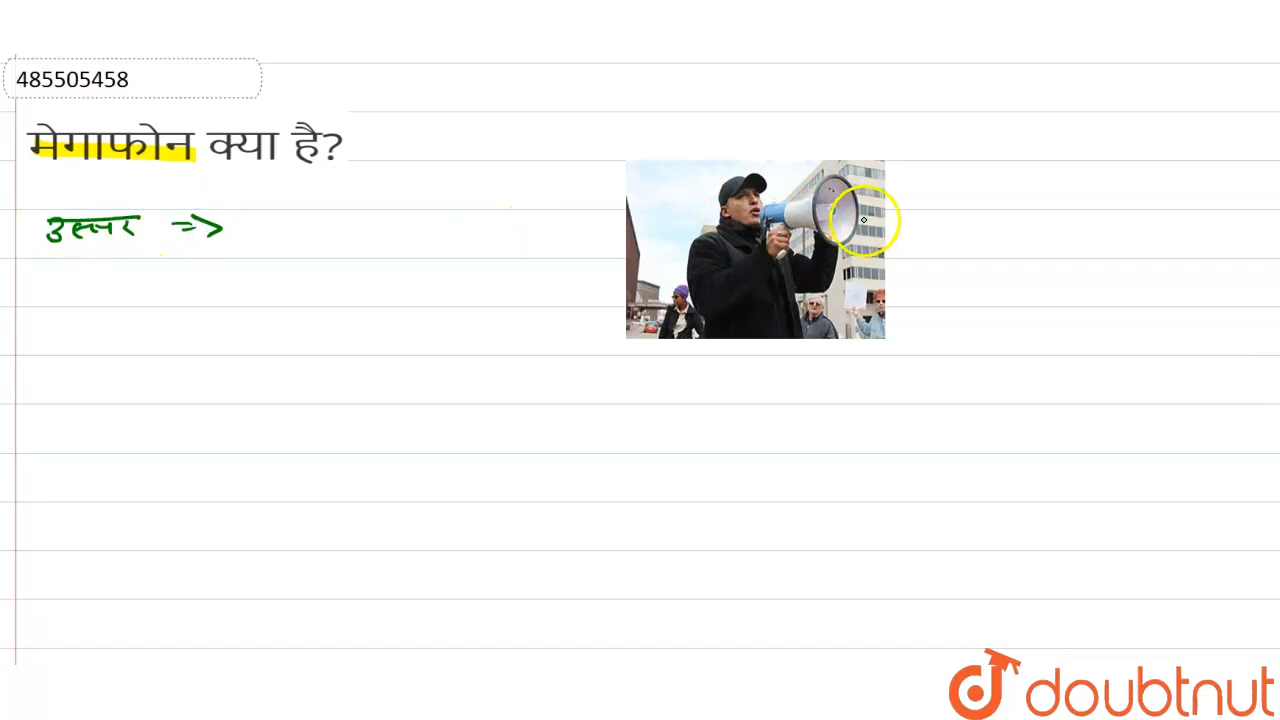 485505458
मेगाफोन क्या है?
उत्तर =>
doubtnut